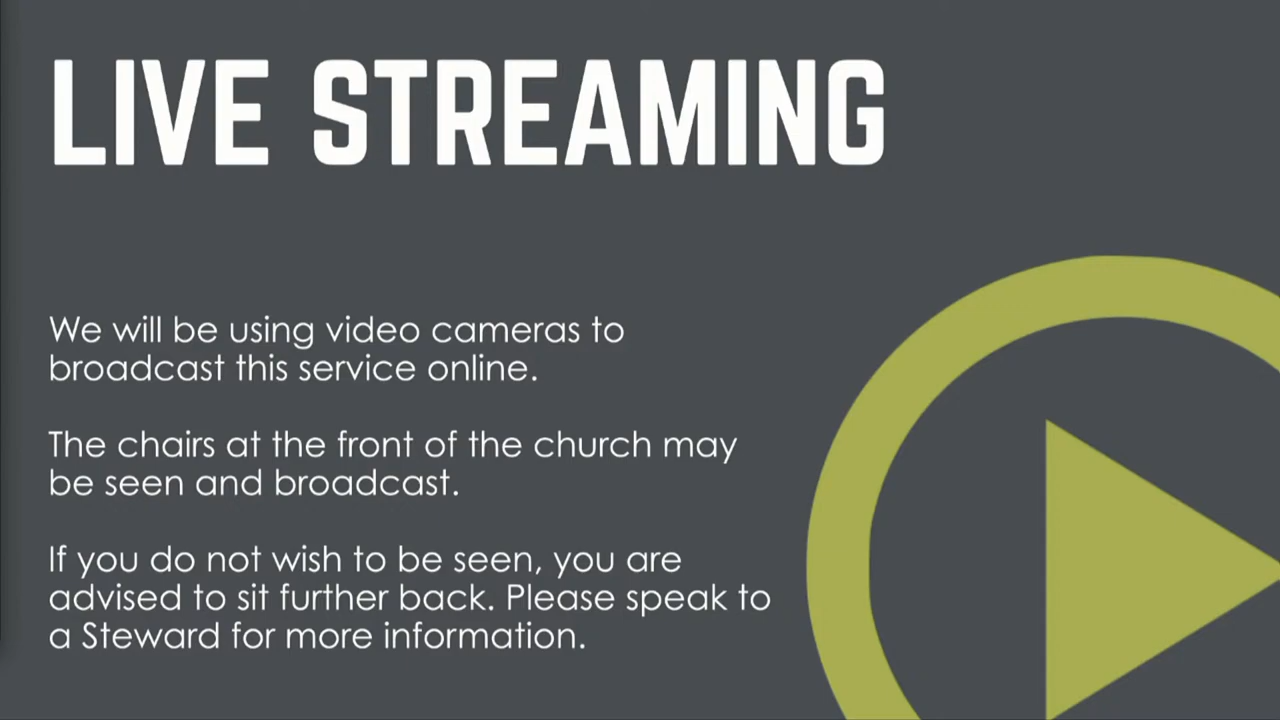 LIVE STREAMING
We will be using video cameras to
broadcast this service online.
The chairs at the front of the church may
be seen and broadcast.
If you do not wish to be seen, you are
advised to sit further back. Please speak to
a Steward for more information.